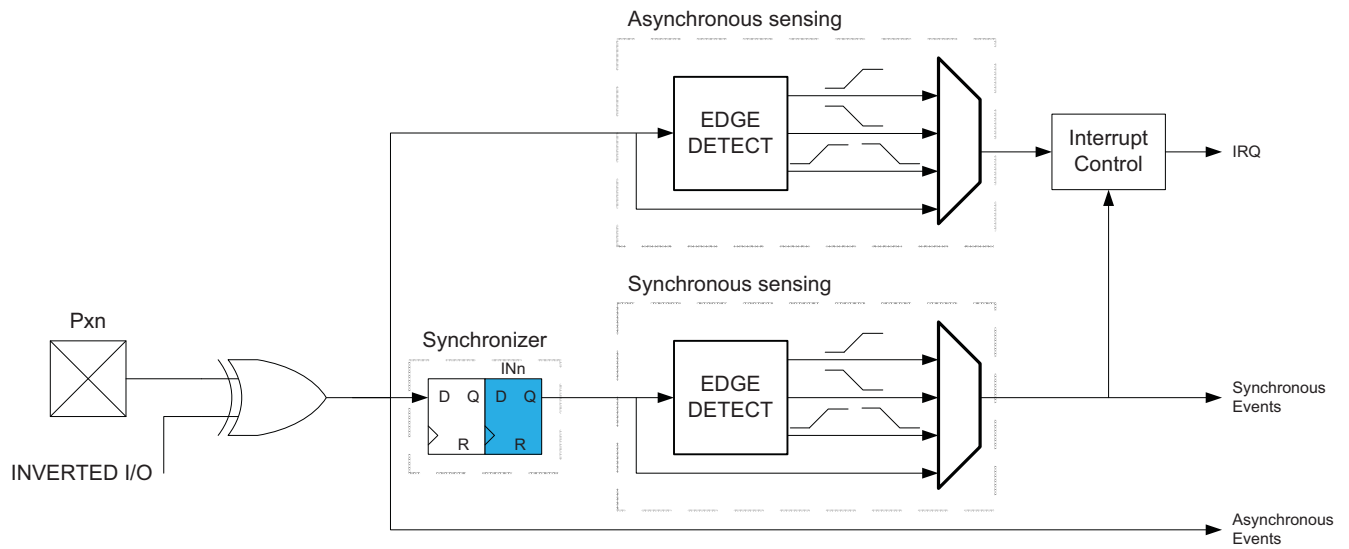 Asynchronous sensing
EDGE
DETECT
Interrupt
Control
IRQ
Synchronous sensing
Pxn
Synchronizer
INn
D Q D Q
R R
EDGE
DETECT
Synchronous
Events
INVERTED I/O
Asynchronous
Events